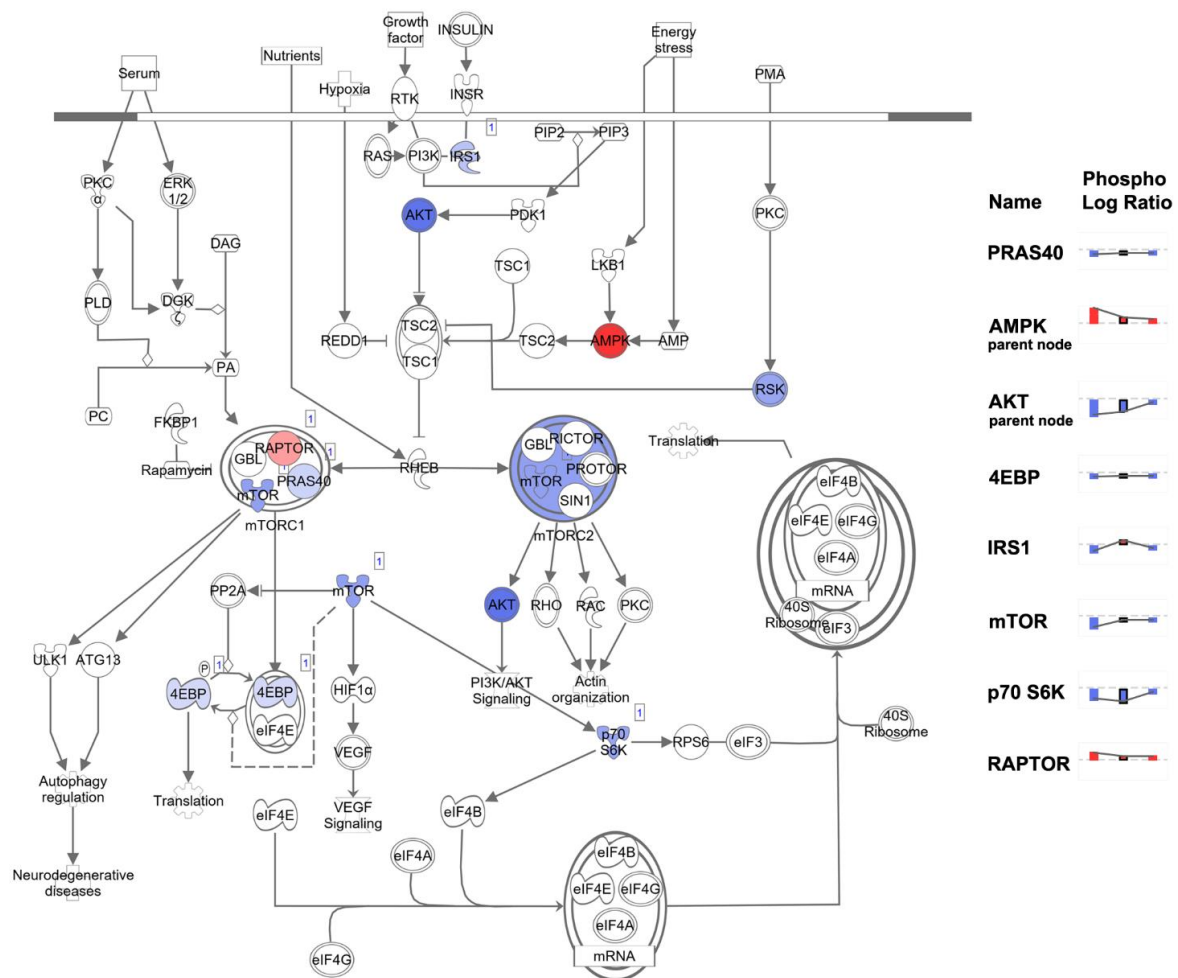 Growth
factor
INSULIN
Energy
stress
Nutrients
Serum
Hypoxia
PMA
RTK
INSR
1
PIP2
PIP3
RAS
PI3K
IRS1
PKC
α
ERK
1/2
AKT
PDK1
PKC
DAG
TSC1
LKB1
PLD
DGK
ζ
TSC2
REDD1
TSC2
AMPK
AMP
TSC1
PA
RSK
PC
FKBP1
1
RAPTOR
1
GBL
Rapamycin
PRAS40
mTOR
mTORC1
RHEB
GBL
RICTOR
PROTOR
mTOR
SIN1
mTORC2
Translation
eIF4B
eIF4E
eIF4G
eIF4A
mRNA
40S
Ribosome
eIF3
PP2A
1
mTOR
AKT
RHO
RAC
PKC
ULK1
ATG13
P
1
1
4EBP
4EBP
eIF4E
HIF1α
PI3K/AKT
Signaling
Actin
organization
1
p70
S6K
RPS6
eIF3
40S
Ribosome
VEGF
Autophagy
regulation
Translation
VEGF
Signaling
eIF4E
eIF4B
Neurodegenerative
diseases
eIF4A
eIF4G
eIF4B
eIF4E
eIF4G
eIF4A
mRNA
Name
Phospho
Log Ratio
PRAS40
AMPK
parent node
AKT
parent node
4EBP
IRS1
mTOR
p70 S6K
RAPTOR